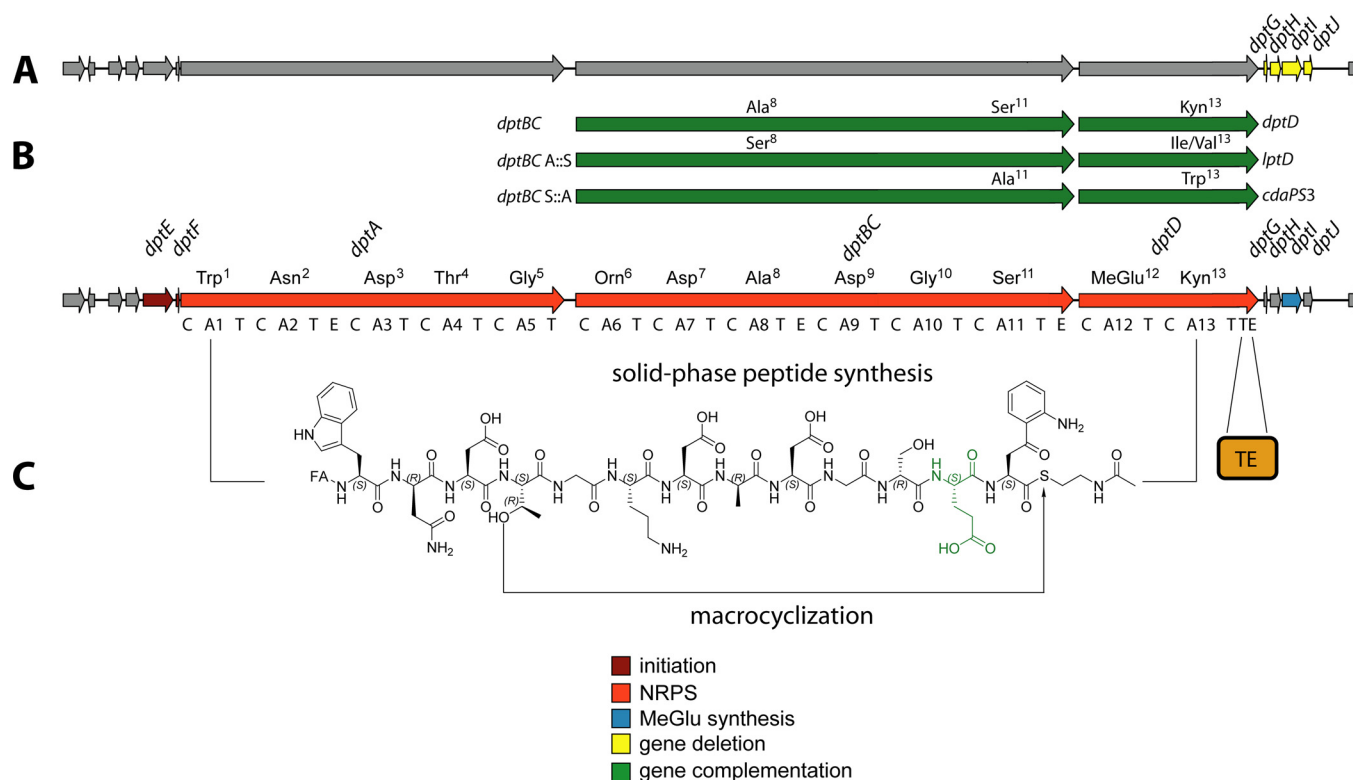 dptG dptH dptI dptJ
A
Ala8 Ser11 Kyn13
dptBC dptD
B
Ser8 Ile/Val13
dptBC A::S lptD
Ala11 Trp13
dptBC S::A cdaPS3
dptE dptF dptA dptBC dptD dptG dptH dptI dptJ
Trp1 Asn2 Asp3 Thr4 Gly5 Orn6 Asp7 Ala8 Asp9 Gly10 Ser11 MeGlu12 Kyn13
C A1 T C A2 T E C A3 T C A4 T C A5 T C A6 T C A7 T C A8 T E C A9 T C A10 T C A11 T E C A12 T C A13 T TE
solid-phase peptide synthesis
C
FA N H (S) HN O N H (R) O O NH2 N H (S) O O OH N H (S) (R) HO O N H O N H (S) NH2 O N H (S) O O OH N H (R) O N H (S) O O OH N H O N H (R) OH O N H (S) O HO O N H (S) O NH2 O S N H O
TE
macrocyclization
initiation
NRPS
MeGlu synthesis
gene deletion
gene complementation